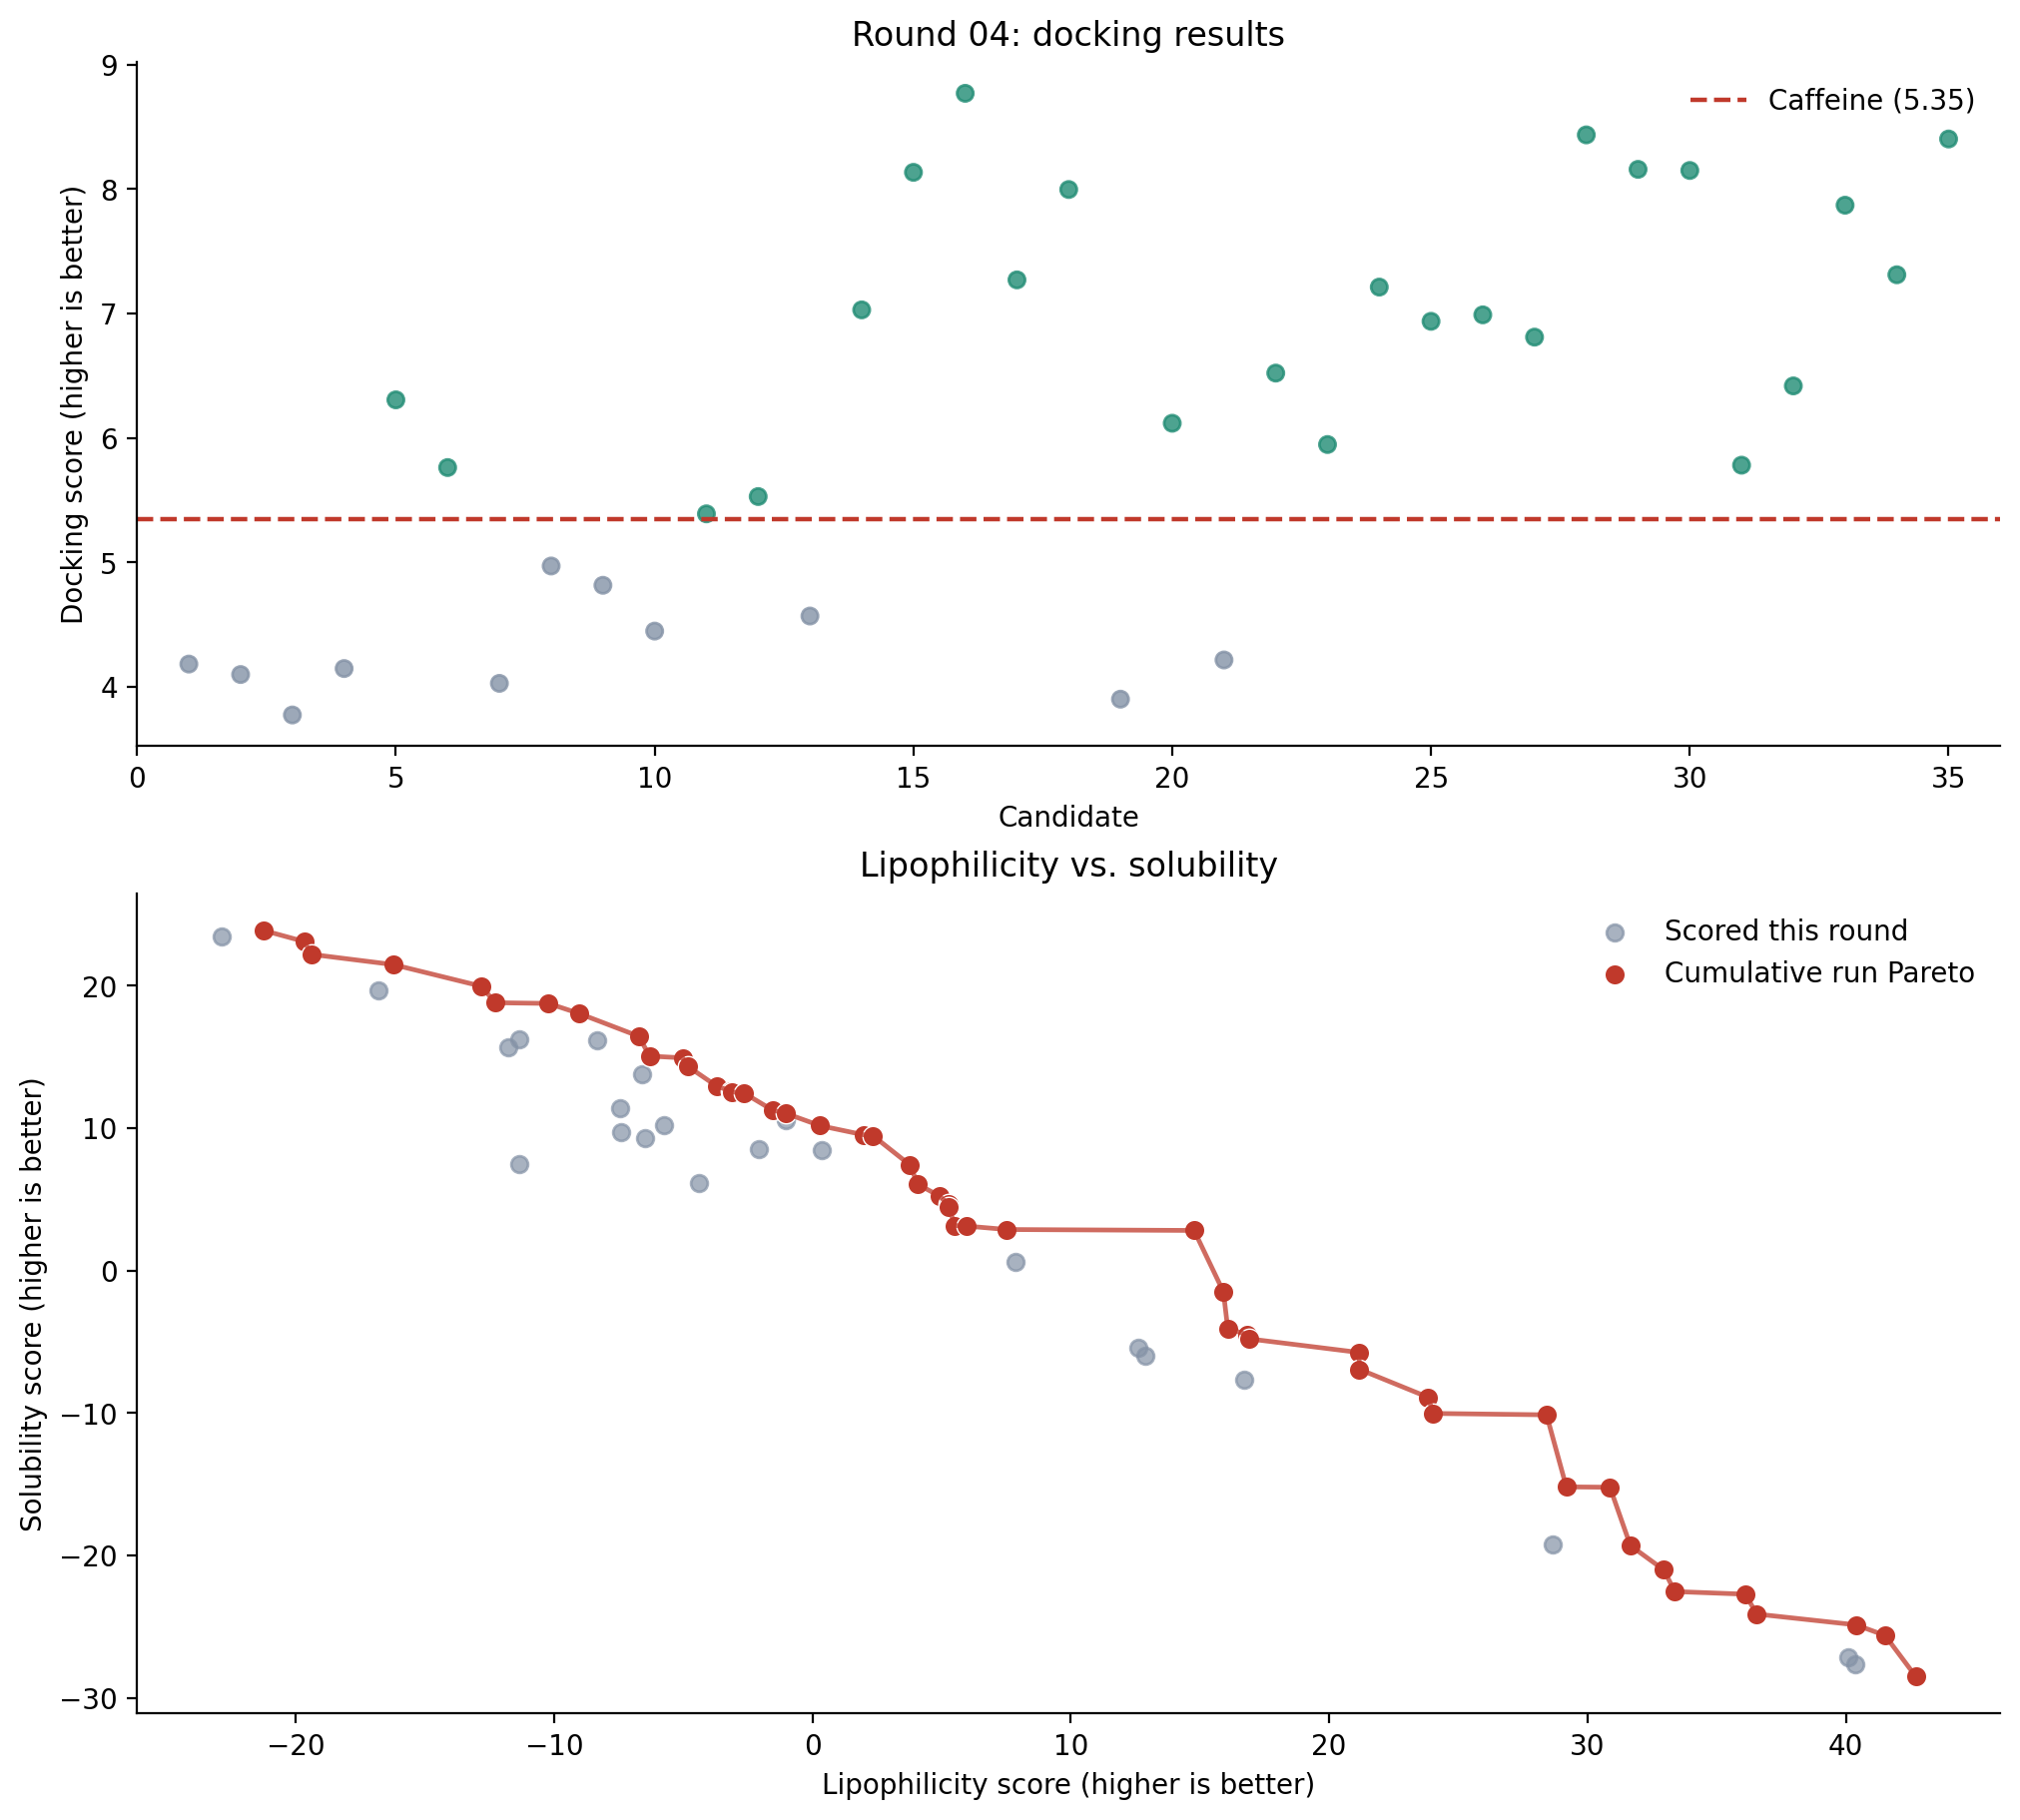 Round 04: docking results
Docking score (higher is better)
9
8
7
6
5
4
Caffeine (5.35)
0 5 10 15 20 25 30 35
Candidate
Lipophilicity vs. solubility
Solubility score (higher is better)
20
10
0
−10
−20
−30
Scored this round
Cumulative run Pareto
−20 −10 0 10 20 30 40
Lipophilicity score (higher is better)